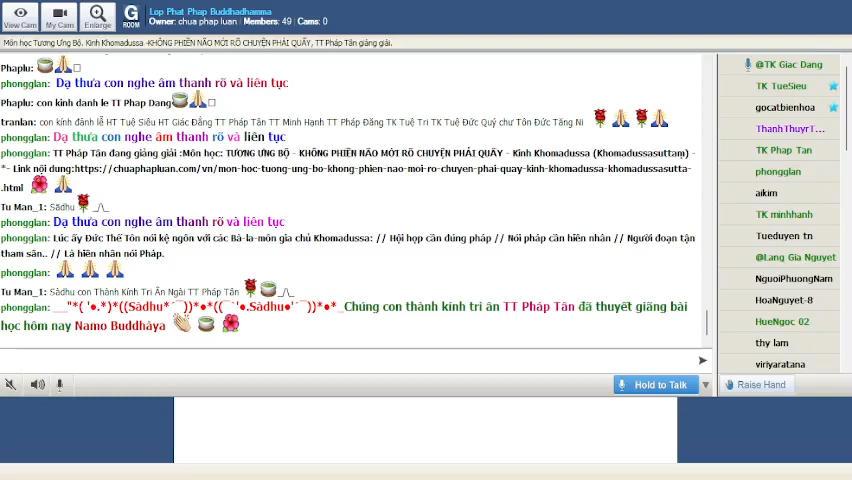 Lop Phat Phap Buddhadhamma
Owner: chua phap luan | Members: 49 | Cams: 0
View Cam
My Cam
Enlarge
G
ROOM
Môn học Tương Ưng Bộ. Kinh Khomadussa -KHÔNG PHIỀN NÃO MỚI RÕ CHUYỆN PHẢI QUẤY, TT Pháp Tân giảng giải.
Phaplu:
phongglan: Dạ thưa con nghe âm thanh rõ và liên tục
Phaplu: con kinh danh le TT Phap Dang
tranlan: con kính đảnh lễ HT Tuệ Siêu HT Giác Đẳng TT Pháp Tân TT Minh Hạnh TT Pháp Đăng TK Tuệ Tri TK Tuệ Đức Quý chư Tôn Đức Tăng Ni
phongglan: Dạ thưa con nghe âm thanh rõ và liên tục
phongglan: TT Pháp Tân đang giảng giải :Môn học: TƯƠNG ƯNG BỘ - KHÔNG PHIỀN NÃO MỚI RÕ CHUYỆN PHẢI QUẤY - Kinh Khomadussa (Khomadussasuttaṃ) -
*- Link nội dung:https://chuaphapluan.com/vn/mon-hoc-tuong-ung-bo-khong-phien-nao-moi-ro-chuyen-phai-quay-kinh-khomadussa-khomadussasutta-
.html
Tu Man_1: Sādhu _/\_
phongglan: Dạ thưa con nghe âm thanh rõ và liên tục
phongglan: Lúc ấy Đức Thế Tôn nói kệ ngôn với các Bà-la-môn gia chủ Khomadussa: // Hội hợp cần đúng pháp // Nói pháp cần hiền nhân // Người đoạn tận
tham sân.. // Là hiền nhân nói Pháp.
phongglan:
Tu Man_1: Sādhu con Thành Kính Tri Ân Ngài TT Pháp Tân _/\_
phongglan: __"*( '•.*)*((Sādhu*´¯))*•*((¯`'•.Sādhu•'´¯))*•*_Chúng con thành kính tri ân TT Pháp Tân đã thuyết giãng bài
học hôm nay Namo Buddhāya
Hold to Talk
@TK Giac Dang
TK TueSieu
gocatbienhoa
ThanhThuyrT...
TK Phap Tan
phongglan
aikim
TK minhhanh
Tueduyen tn
@Lang Gia Nguyet
NguoiPhuongNam
HoaNguyet-8
HueNgoc 02
thy lam
viriyaratana
Raise Hand